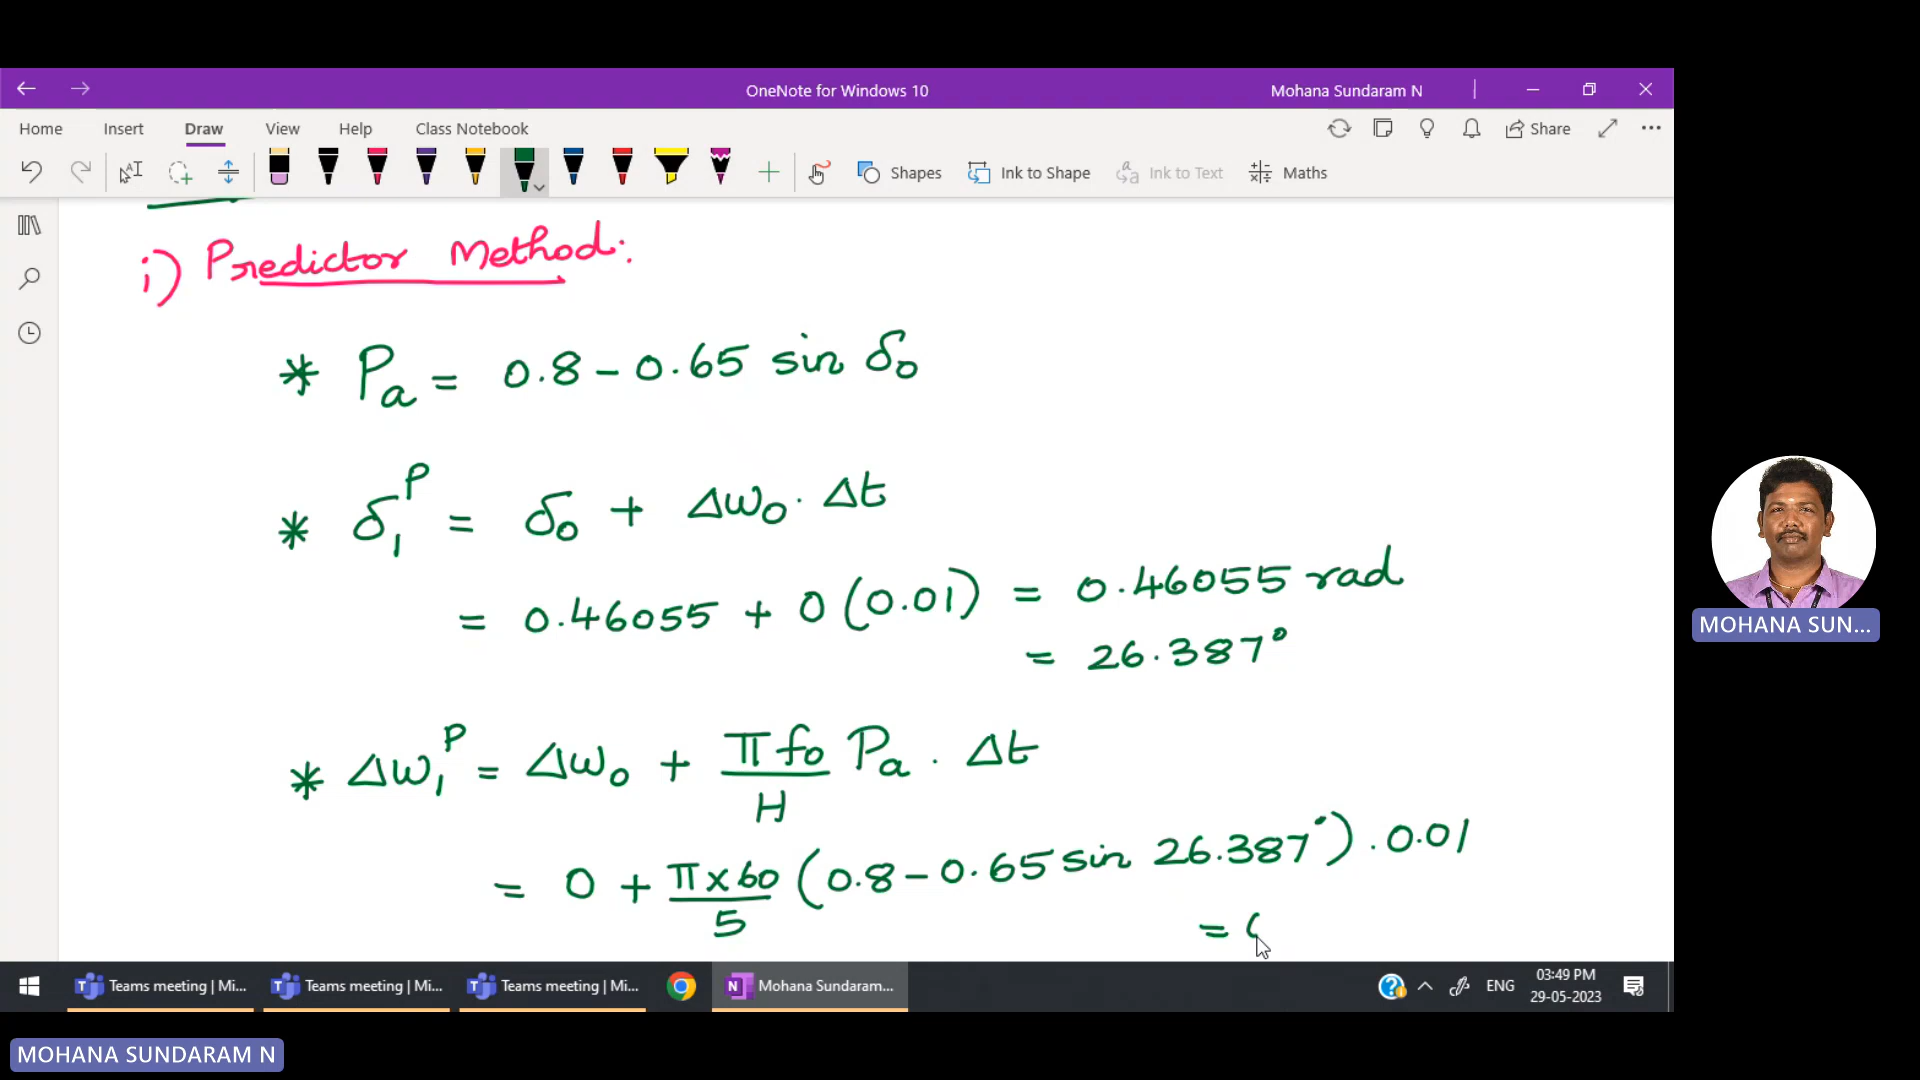 OneNote for Windows 10
Mohana Sundaram N
Home Insert Draw View Help Class Notebook
Share
Shapes Ink to Shape Ink to Text Maths
i) Predictor Method:
* Pa = 0.8 - 0.65 sin δ0
* δ1^P = δ0 + Δω0 . Δt
= 0.46055 + 0 (0.01) = 0.46055 rad
= 26.387°
* Δω1^P = Δω0 + πf0/H Pa . Δt
= 0 + π×60/5 (0.8 - 0.65 sin 26.387°) . 0.01
= 0
MOHANA SUN...
Teams meeting | Mi... Teams meeting | Mi... Teams meeting | Mi... Mohana Sundaram...
ENG
03:49 PM
29-05-2023
MOHANA SUNDARAM N